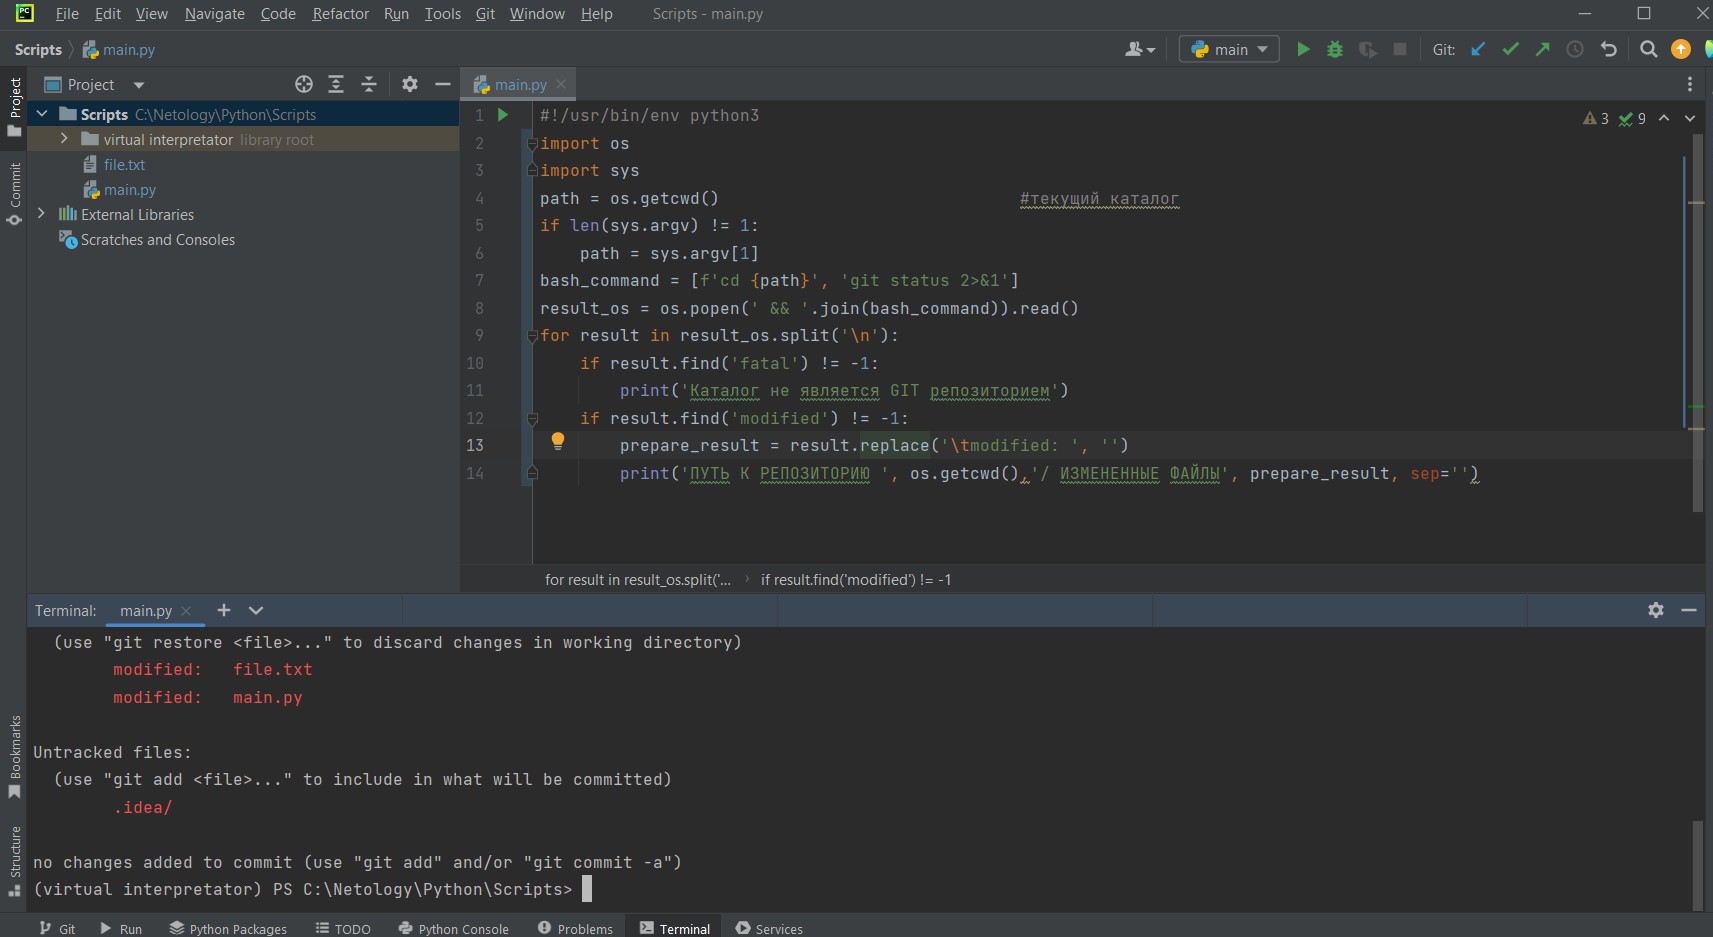 PC
File Edit View Navigate Code Refactor Run Tools Git Window Help Scripts - main.py
Scripts main.py main Git:
Project main.py
Project
Scripts C:\Netology\Python\Scripts
virtual interpretator library root
file.txt
main.py
External Libraries
Scratches and Consoles
Commit
3 9
1 #!/usr/bin/env python3
2 import os
3 import sys
4 path = os.getcwd() #текущий каталог
5 if len(sys.argv) != 1:
6 path = sys.argv[1]
7 bash_command = [f'cd {path}', 'git status 2>&1']
8 result_os = os.popen(' && '.join(bash_command)).read()
9 for result in result_os.split('\n'):
10 if result.find('fatal') != -1:
11 print('Каталог не является GIT репозиторием')
12 if result.find('modified') != -1:
13 prepare_result = result.replace('\tmodified: ', '')
14 print('ПУТЬ К РЕПОЗИТОРИЮ ', os.getcwd(),'/ ИЗМЕНЕННЫЕ ФАЙЛЫ', prepare_result, sep='')
for result in result_os.split('... › if result.find('modified') != -1
Terminal: main.py
(use "git restore <file>..." to discard changes in working directory)
modified: file.txt
modified: main.py
Untracked files:
(use "git add <file>..." to include in what will be committed)
.idea/
no changes added to commit (use "git add" and/or "git commit -a")
(virtual interpretator) PS C:\Netology\Python\Scripts>
Bookmarks
Structure
Git Run Python Packages TODO Python Console Problems Terminal Services